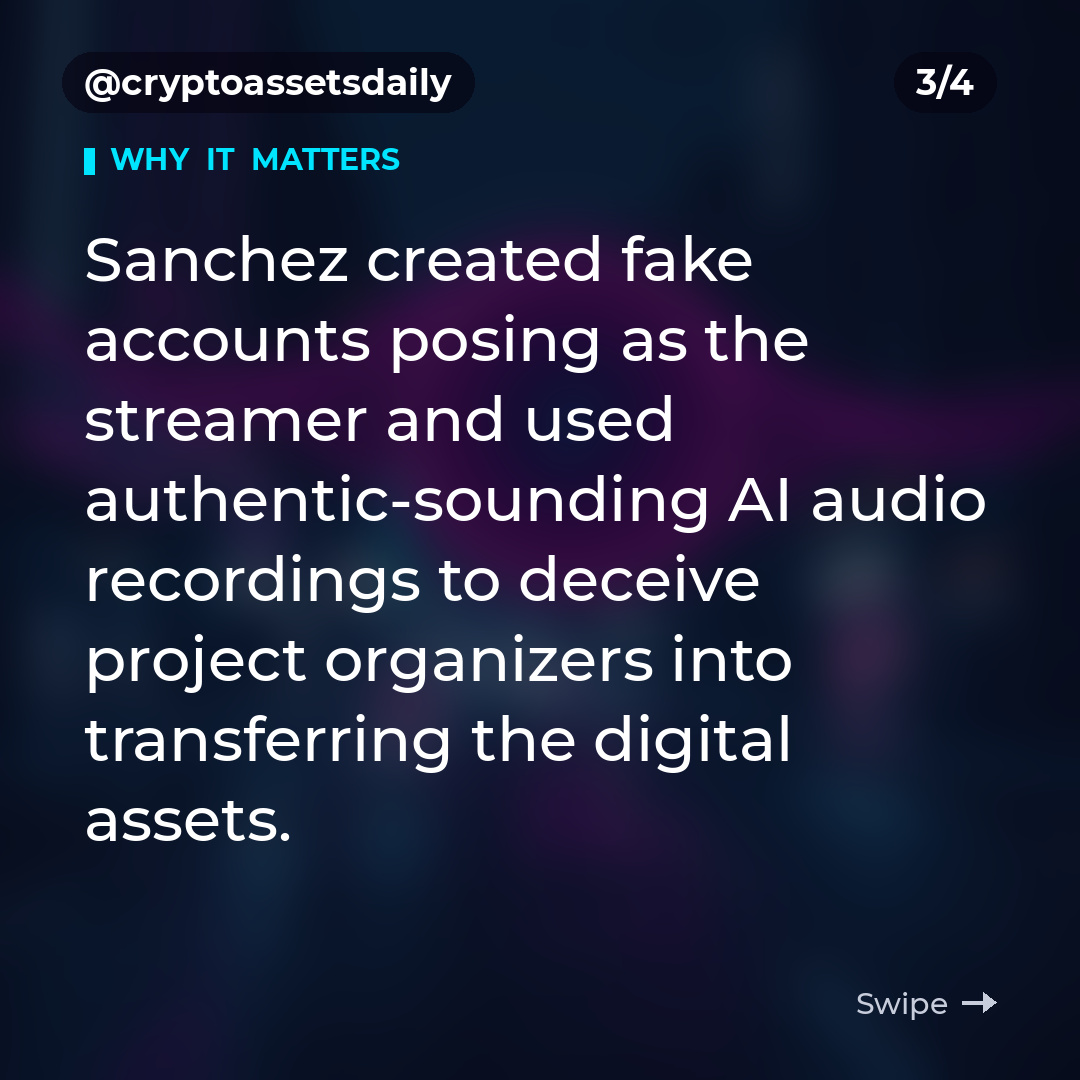 @cryptoassetsdaily
3/4
WHY IT MATTERS
Sanchez created fake
accounts posing as the
streamer and used
authentic-sounding AI audio
recordings to deceive
project organizers into
transferring the digital
assets.
Swipe